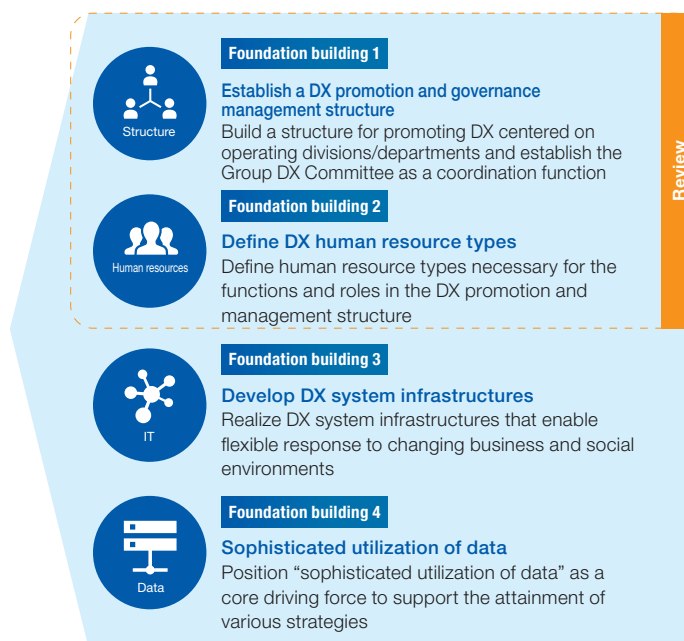 Foundation building 1
Establish a DX promotion and governance
management structure
Structure
Build a structure for promoting DX centered on
operating divisions/departments and establish the
Group DX Committee as a coordination function
Review
Foundation building 2
Define DX human resource types
Human resources
Define human resource types necessary for the
functions and roles in the DX promotion and
management structure
Foundation building 3
Develop DX system infrastructures
IT
Realize DX system infrastructures that enable
flexible response to changing business and social
environments
Foundation building 4
Sophisticated utilization of data
Data
Position “sophisticated utilization of data” as a
core driving force to support the attainment of
various strategies